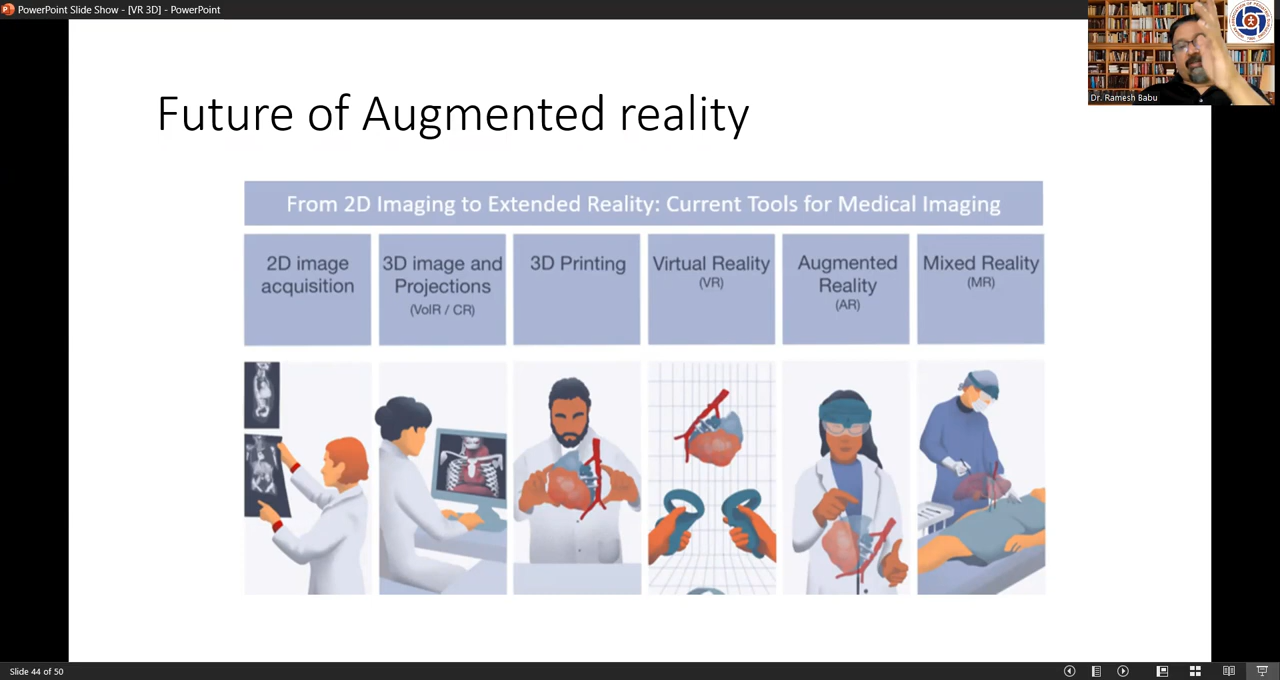 PowerPoint Slide Show - [VR 3D] - PowerPoint
Dr. Ramesh Babu
Future of Augmented reality
From 2D Imaging to Extended Reality: Current Tools for Medical Imaging
2D image
acquisition
3D image and
Projections
(VolR / CR)
3D Printing
Virtual Reality
(VR)
Augmented
Reality
(AR)
Mixed Reality
(MR)
Slide 44 of 50